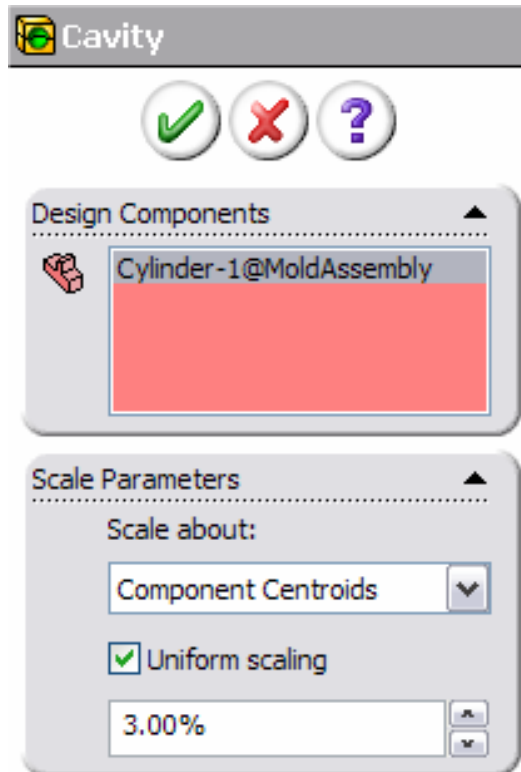 Cavity
?
Design Components
Cylinder-1@MoldAssembly
Scale Parameters
Scale about:
Component Centroids
Uniform scaling
3.00%